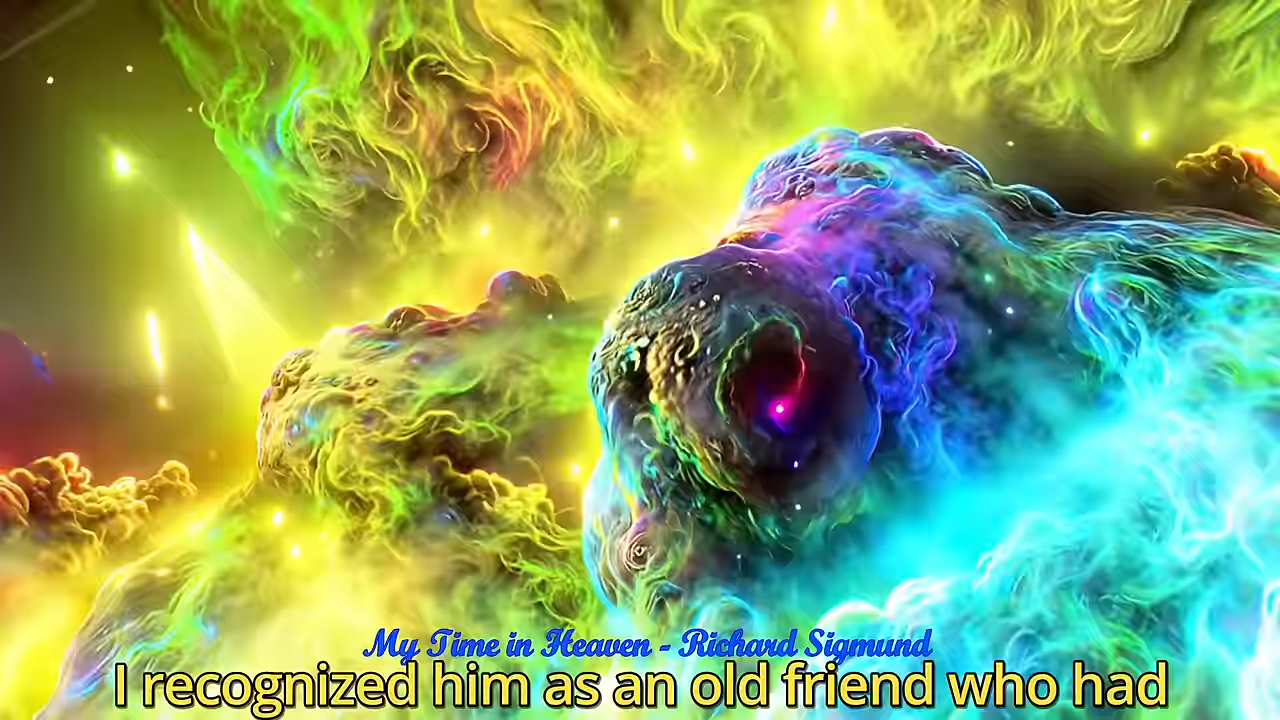 My Time in Heaven - Richard Sigmund
I recognized him as an old friend who had